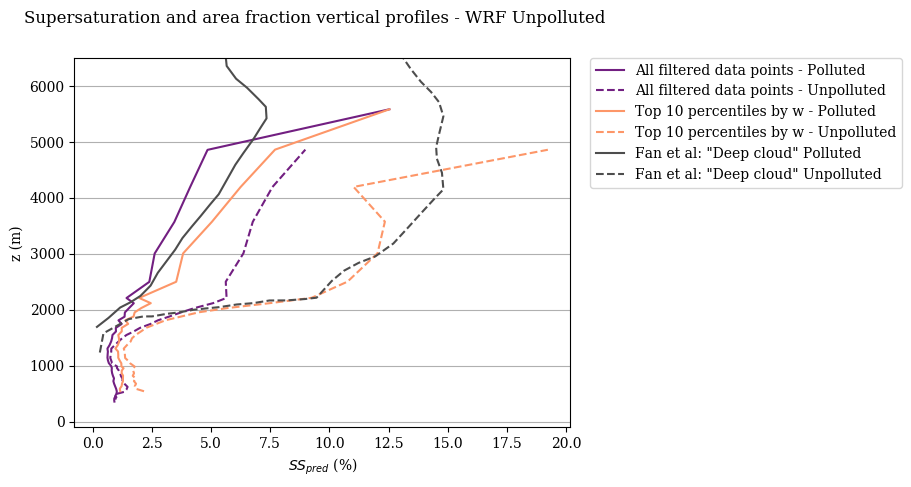 Supersaturation and area fraction vertical profiles - WRF Unpolluted
All filtered data points - Polluted
All filtered data points - Unpolluted
Top 10 percentiles by w - Polluted
Top 10 percentiles by w - Unpolluted
Fan et al: "Deep cloud" Polluted
Fan et al: "Deep cloud" Unpolluted
z (m)
6000
5000
4000
3000
2000
1000
0
0.0 2.5 5.0 7.5 10.0 12.5 15.0 17.5 20.0
SS_pred (%)